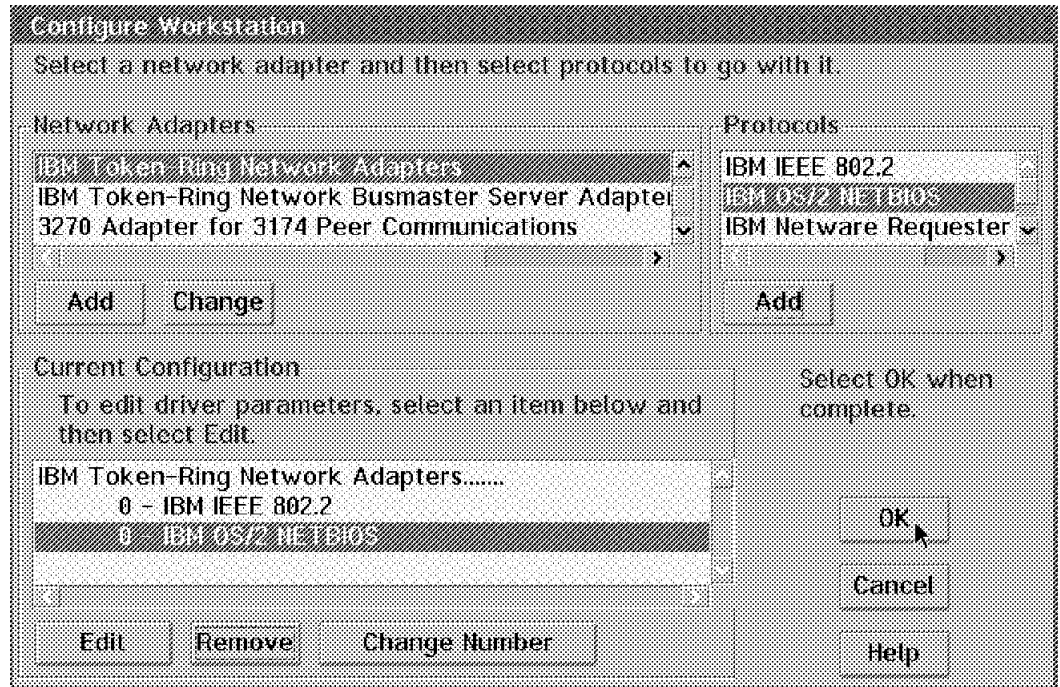 Configure Workstation
Select a network adapter and then select protocols to go with it.
Network Adapters
IBM Token-Ring Network Adapters
IBM Token-Ring Network Busmaster Server Adapter
3270 Adapter for 3174 Peer Communications
Add Change
Protocols
IBM IEEE 802.2
IBM OS/2 NETBIOS
IBM Netware Requester
Add
Current Configuration
To edit driver parameters, select an item below and
then select Edit.
IBM Token-Ring Network Adapters.......
0 - IBM IEEE 802.2
0 - IBM OS/2 NETBIOS
Edit Remove Change Number
Select OK when
complete.
OK
Cancel
Help